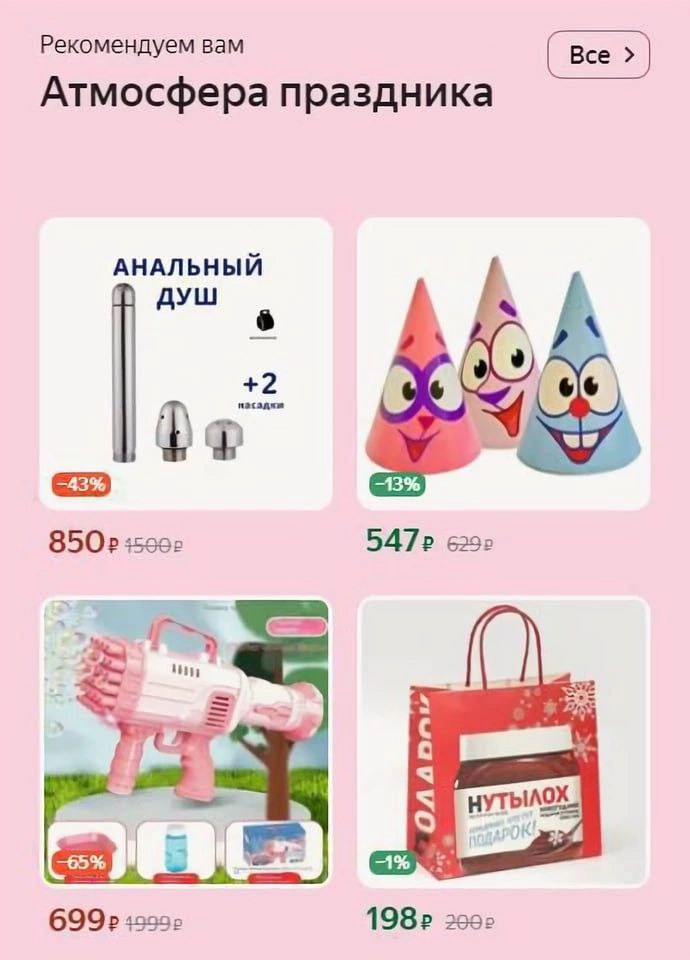 Рекомендуем вам
Все
Атмосфера праздника
АНАЛЬНЫЙ
ДУШ
+2
насадки
−43%
−13%
850₽ 1500₽
547₽ 629₽
−65%
ПОДАРОК
НУТЫЛОХ
НОВОГОДНИЕ
ПОДАРОК!
−1%
699₽ 1999₽
198₽ 200₽